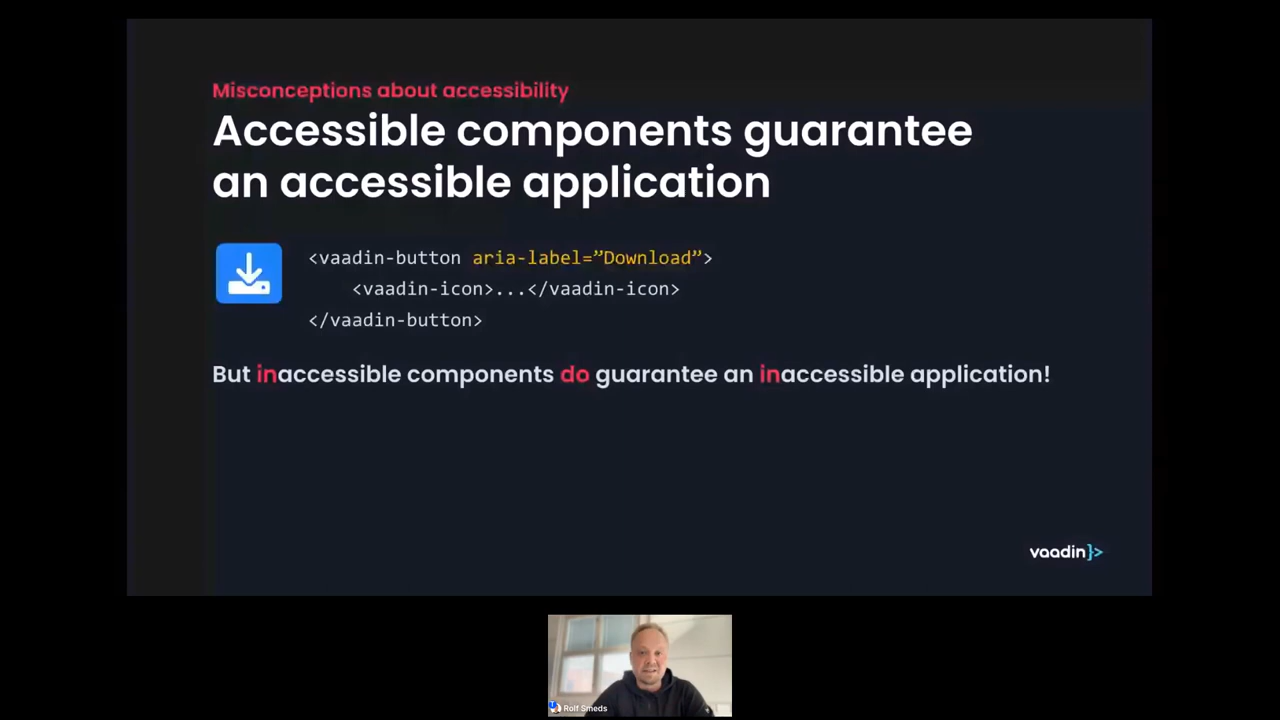 Misconceptions about accessibility
Accessible components guarantee
an accessible application
<vaadin-button aria-label=”Download”>
<vaadin-icon>...</vaadin-icon>
</vaadin-button>
But inaccessible components do guarantee an inaccessible application!
vaadin}>
Rolf Smeds